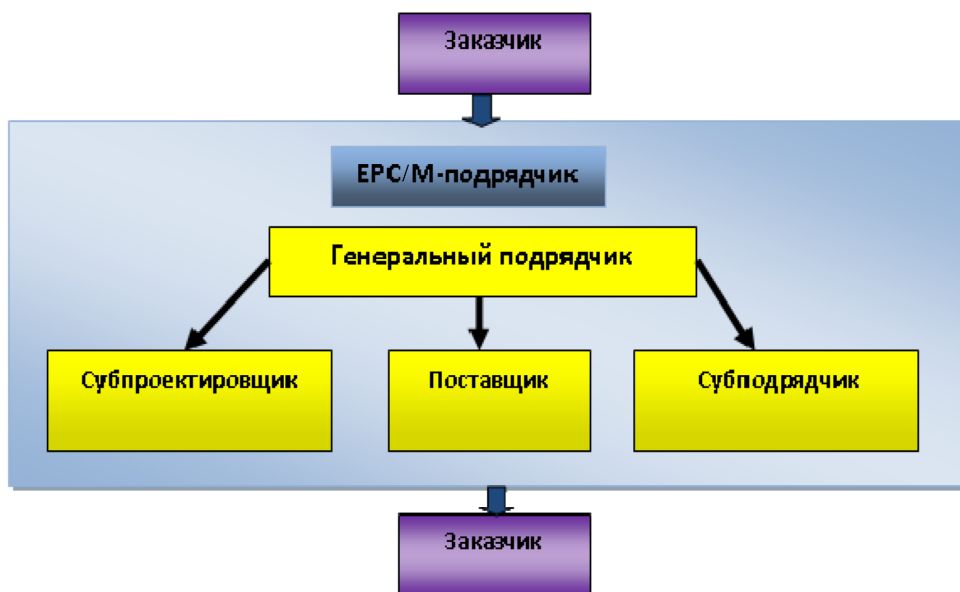 Заказчик
EPC/M-подрядчик
Генеральный подрядчик
Субпроектировщик
Поставщик
Субподрядчик
Заказчик